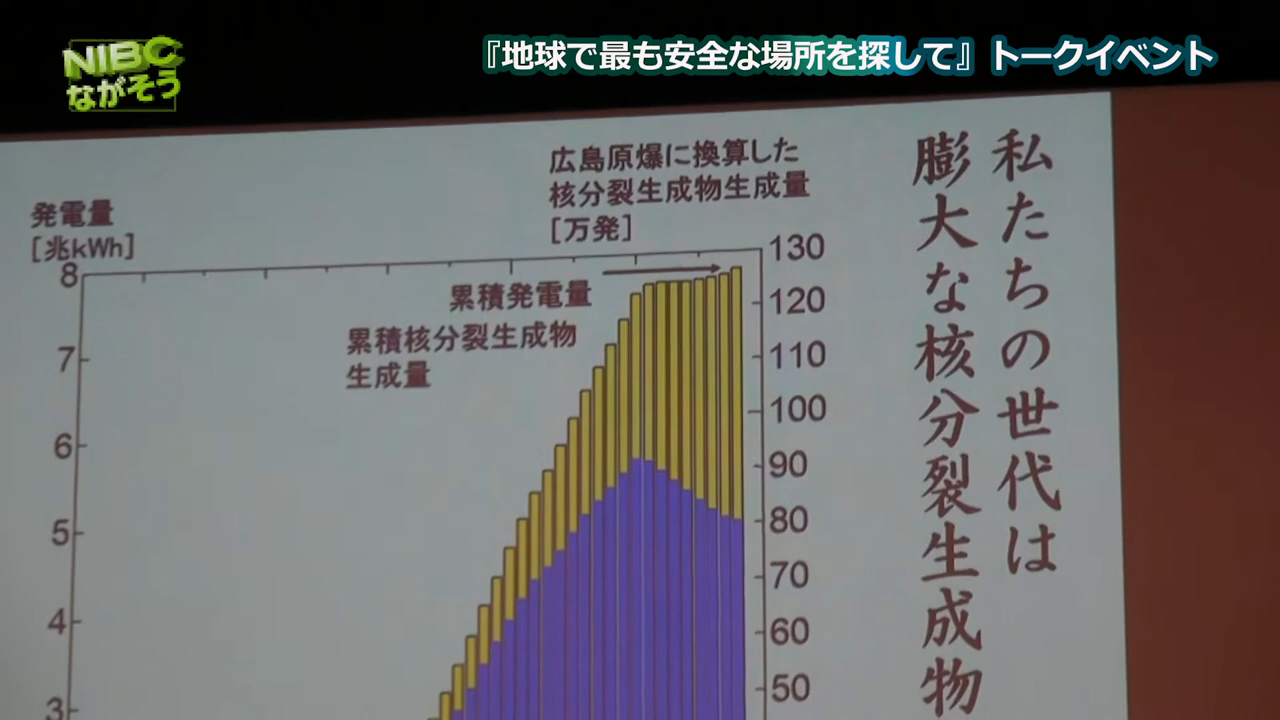 NIBC
ながそう
『地球で最も安全な場所を探して』 トークイベント
発電量
[兆kWh]
広島原爆に換算した
核分裂生成物生成量
[万発]
累積発電量
累積核分裂生成物
生成量
8
7
6
5
4
3
130
120
110
100
90
80
70
60
50
私たちの世代は
膨大な核分裂生成物